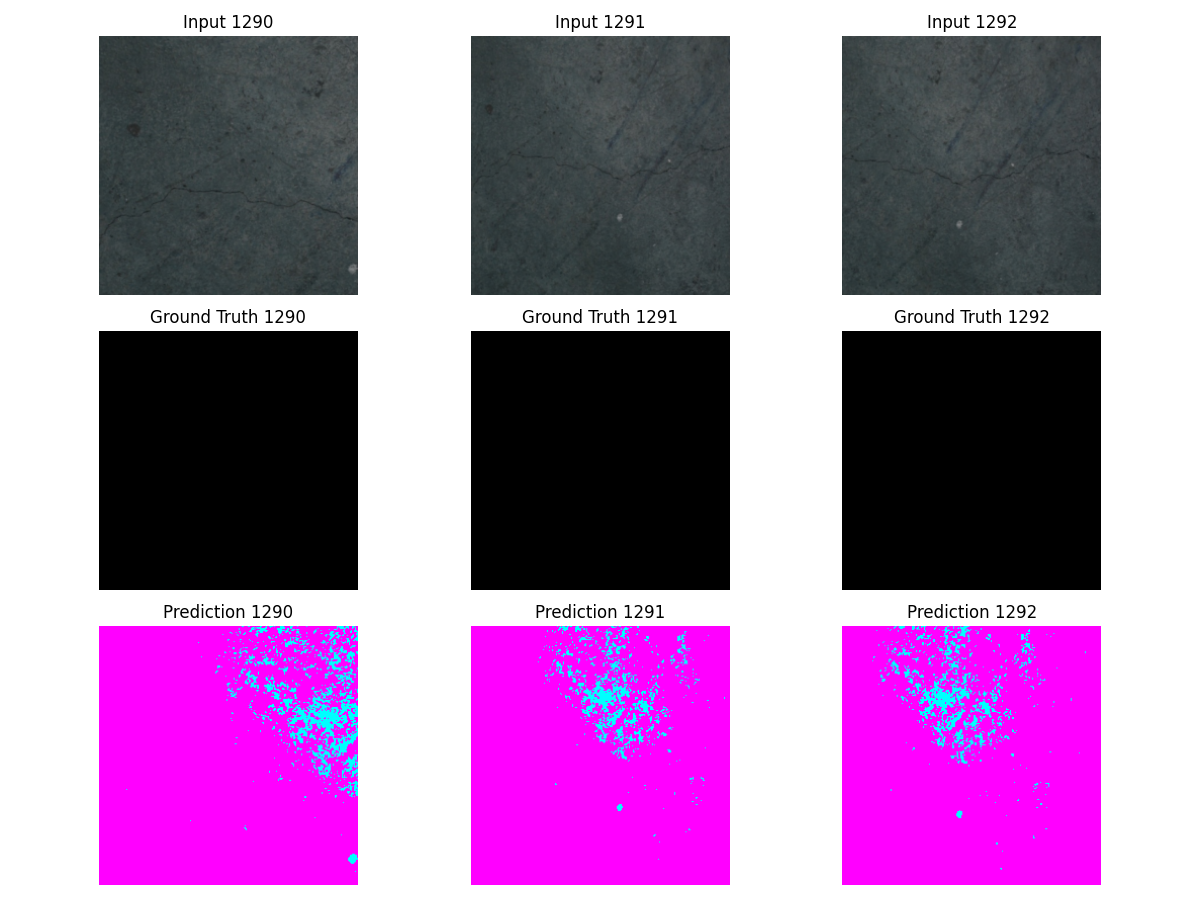 Input 1290
Input 1291
Input 1292
Ground Truth 1290
Ground Truth 1291
Ground Truth 1292
Prediction 1290
Prediction 1291
Prediction 1292